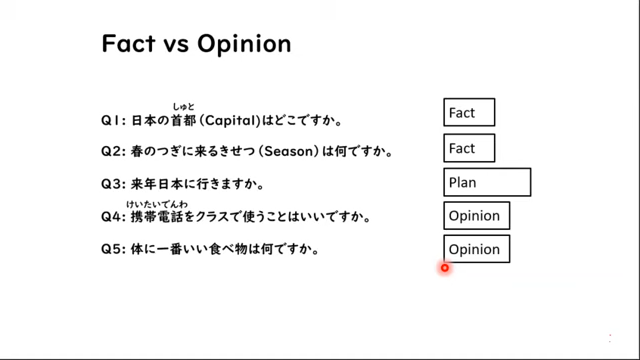 Fact vs Opinion
しゅと
Q1: 日本の首都(Capital)はどこですか。 Fact
Q2: 春のつぎに来るきせつ(Season)は何ですか。 Fact
Q3: 来年日本に行きますか。 Plan
けいたいでんわ
Q4: 携帯電話をクラスで使うことはいいですか。 Opinion
Q5: 体に一番いい食べ物は何ですか。 Opinion